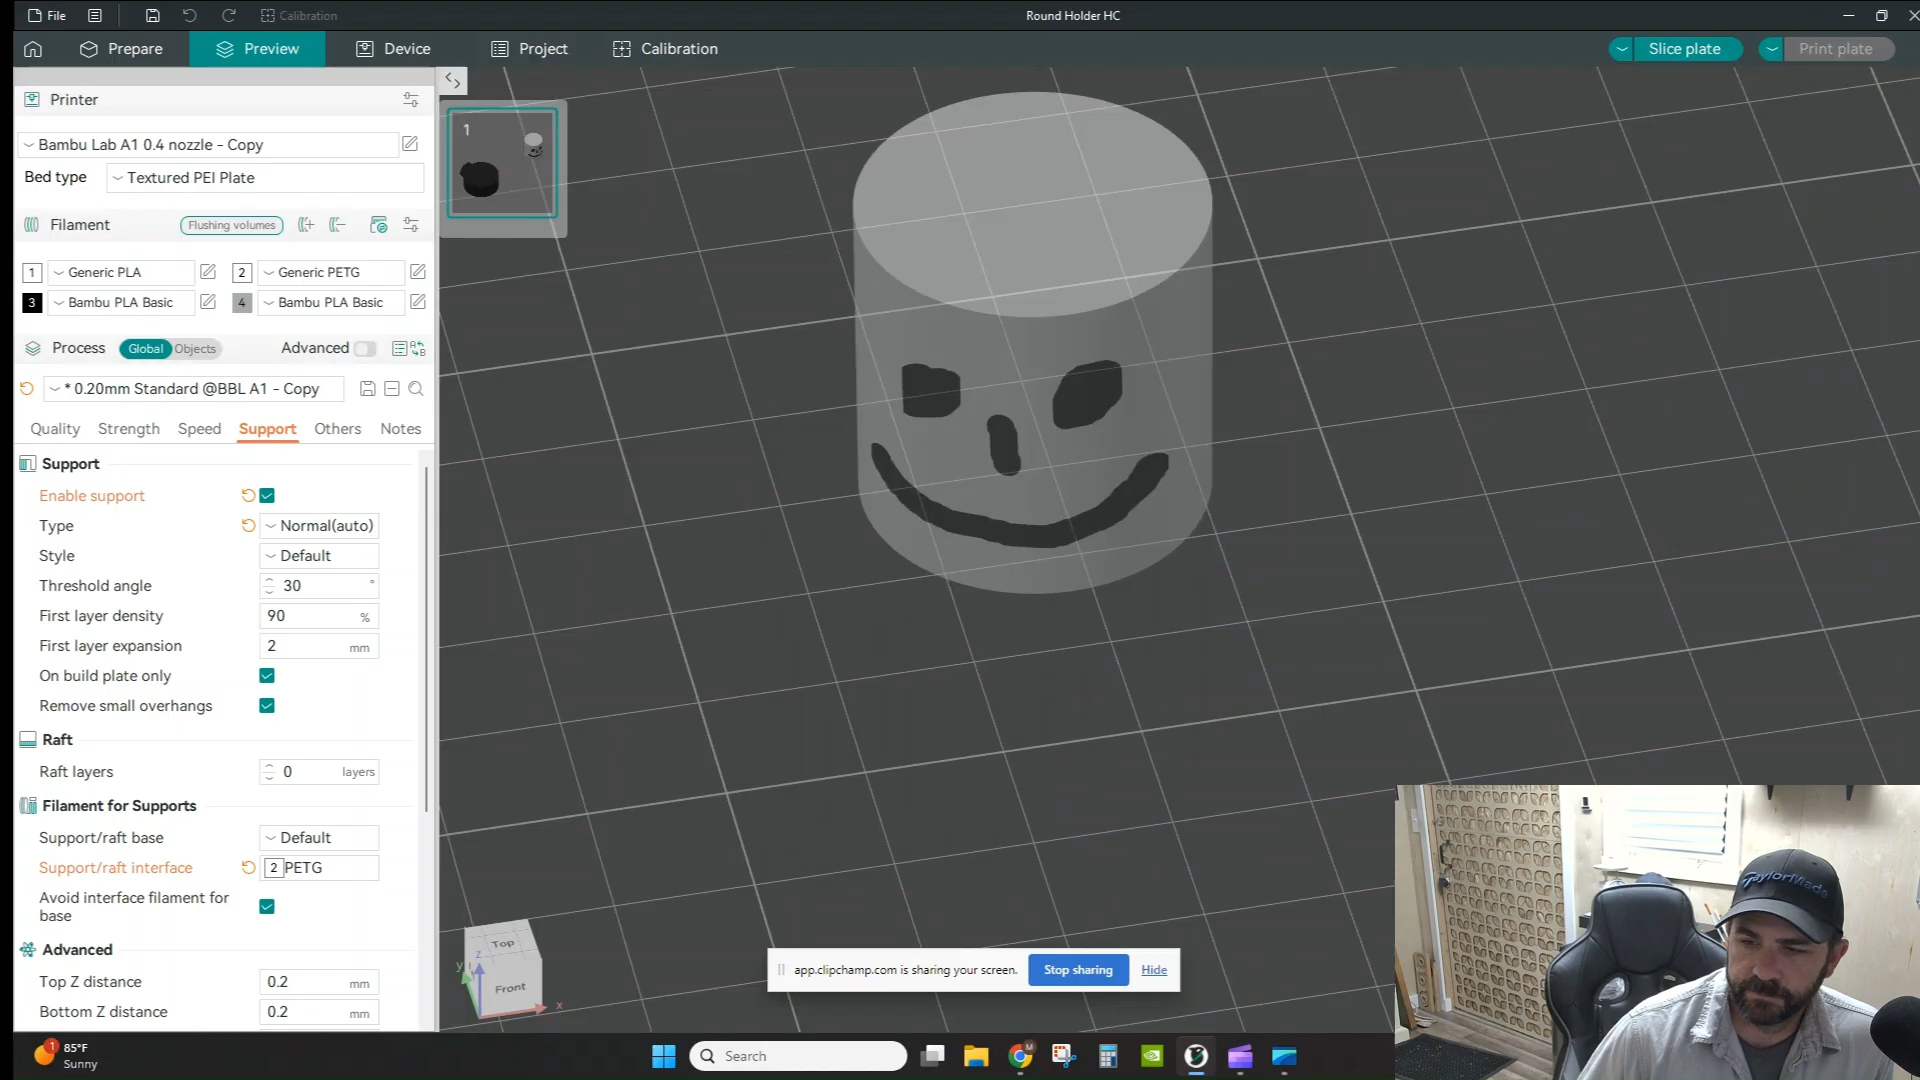 File
Calibration
Round Holder HC
Prepare
Preview
Device
Project
Calibration
Slice plate
Print plate
Printer
Bambu Lab A1 0.4 nozzle - Copy
Bed type
Textured PEI Plate
Filament
Flushing volumes
1 Generic PLA
2 Generic PETG
3 Bambu PLA Basic
4 Bambu PLA Basic
Process Global Objects Advanced
* 0.20mm Standard @BBL A1 - Copy
Quality Strength Speed Support Others Notes
Support
Enable support
Type Normal(auto)
Style Default
Threshold angle 30 °
First layer density 90 %
First layer expansion 2 mm
On build plate only
Remove small overhangs
Raft
Raft layers 0 layers
Filament for Supports
Support/raft base Default
Support/raft interface 2 PETG
Avoid interface filament for
base
Advanced
Top Z distance 0.2 mm
Bottom Z distance 0.2 mm
1
Top
z
y
Front
x
app.clipchamp.com is sharing your screen. Stop sharing Hide
TaylorMade
1
85°F
Sunny
Search
M